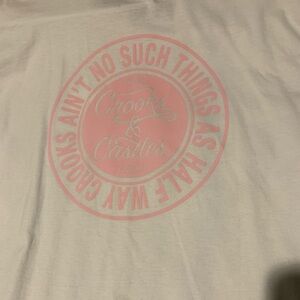 AIN'T NO SUCH THINGS AS HALF WAY CROOKS
Crooks
&
Castles